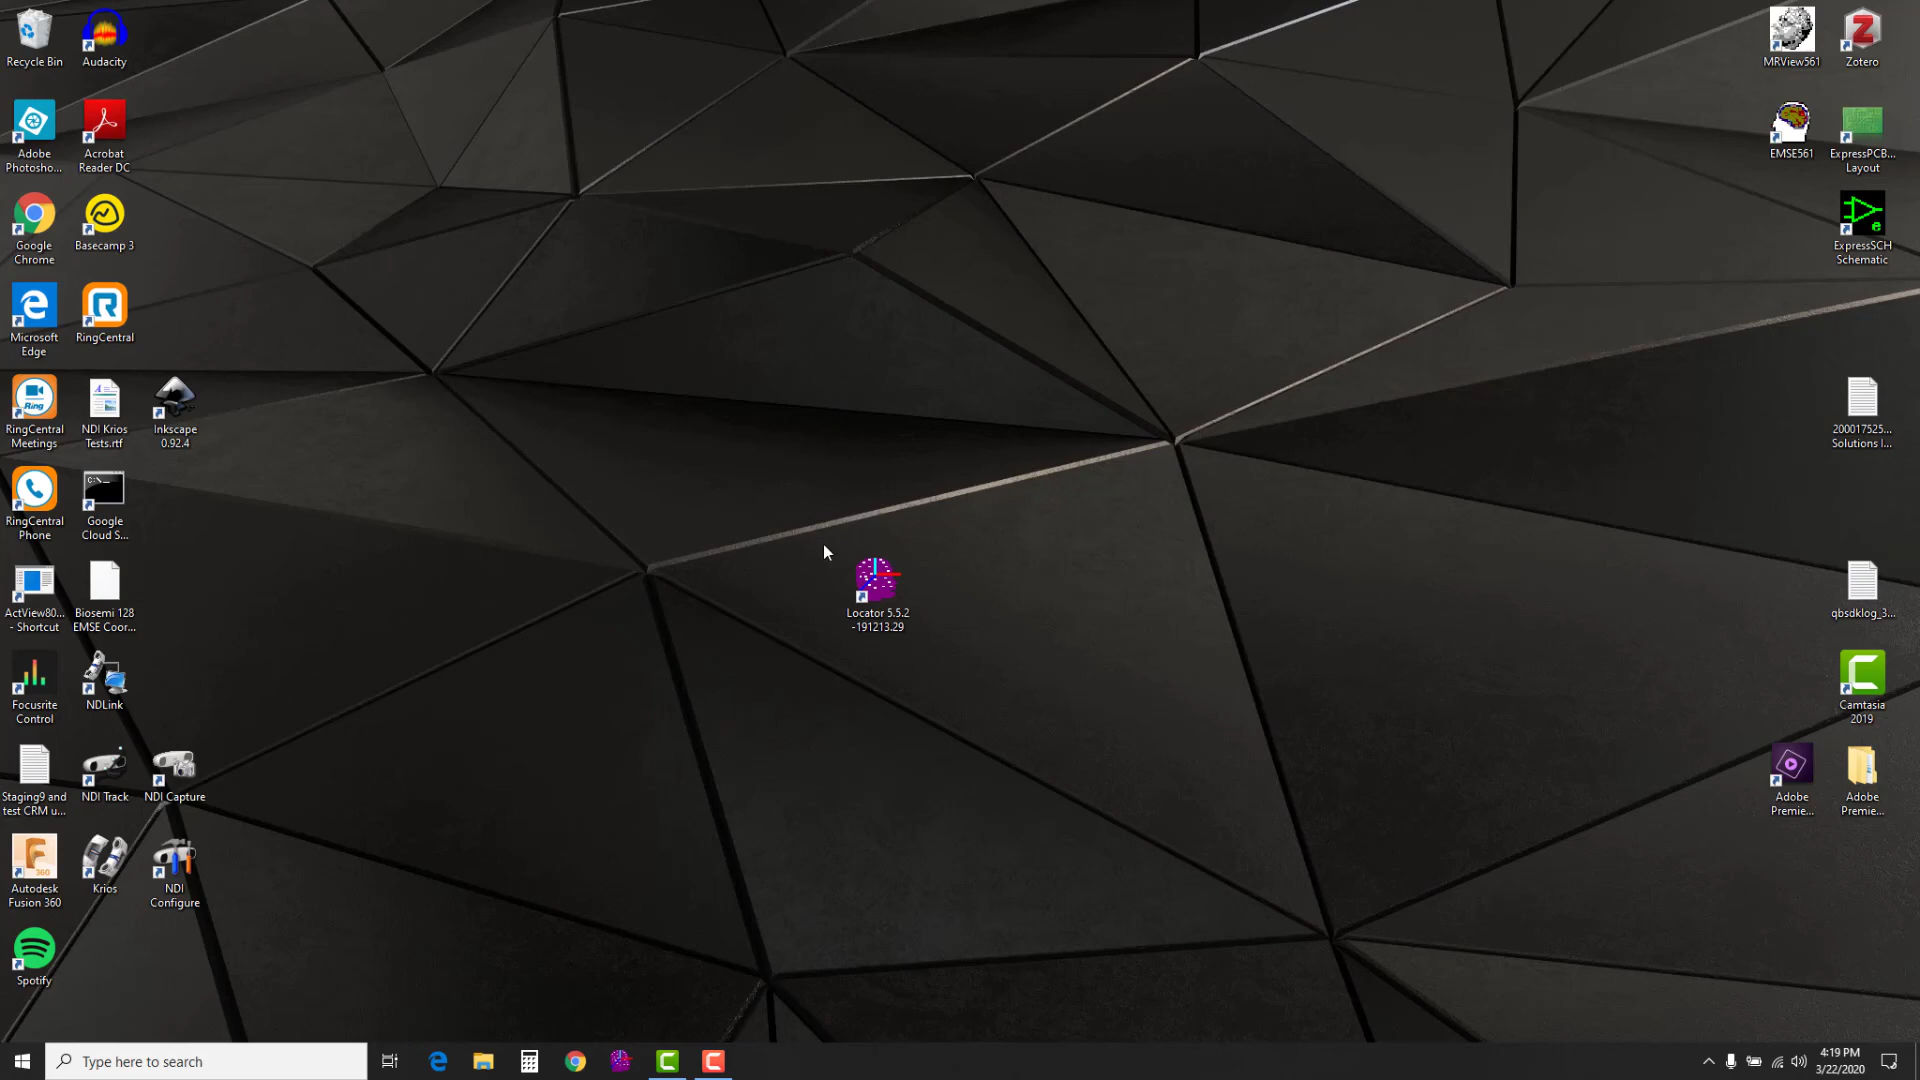 Recycle Bin
Audacity
Adobe
Photosho...
Acrobat
Reader DC
Google
Chrome
Basecamp 3
Microsoft
Edge
RingCentral
RingCentral
Meetings
NDI Krios
Tests.rtf
Inkscape
0.92.4
RingCentral
Phone
Google
Cloud S...
ActView80...
- Shortcut
Biosemi 128
EMSE Coor...
Focusrite
Control
NDLink
Staging9 and
test CRM u...
NDI Track
NDI Capture
Autodesk
Fusion 360
Krios
NDI
Configure
Spotify
Locator 5.5.2
-191213.29
MRView561
Zotero
EMSE561
ExpressPCB...
Layout
ExpressSCH
Schematic
200017525...
Solutions I...
qbsdklog_3...
Camtasia
2019
Adobe
Premie...
Adobe
Premie...
Type here to search
4:19 PM
3/22/2020